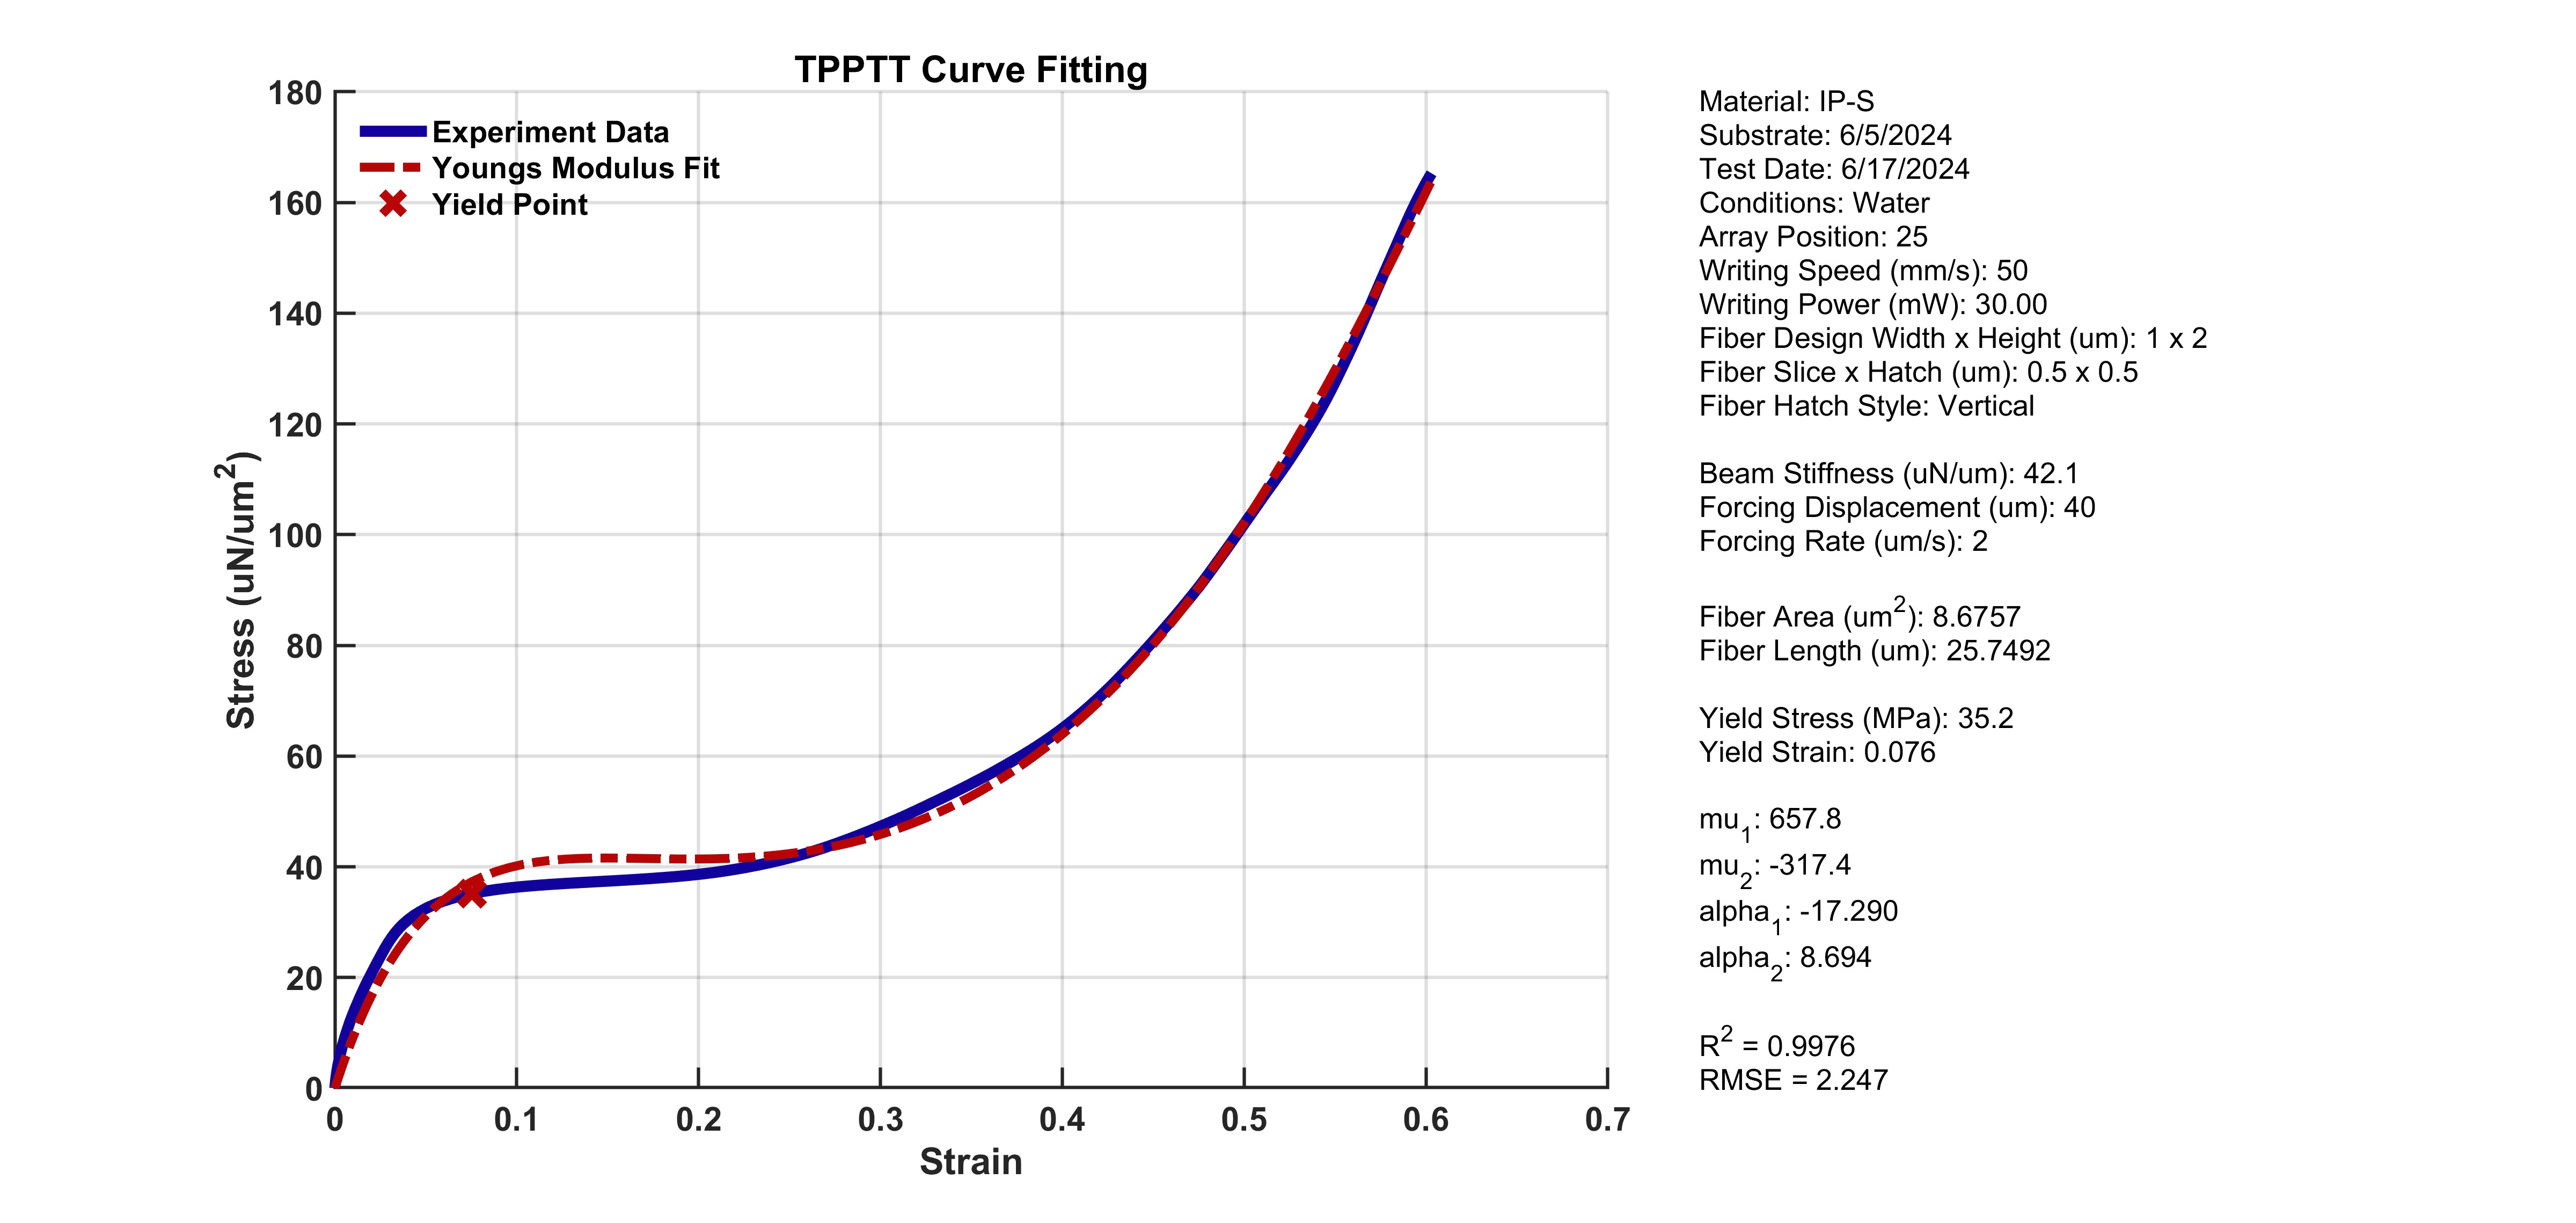 TPPTT Curve Fitting
180
160
140
120
100
80
60
40
20
0
Stress (uN/um²)
Experiment Data
Youngs Modulus Fit
Yield Point
0 0.1 0.2 0.3 0.4 0.5 0.6 0.7
Strain
Material: IP-S
Substrate: 6/5/2024
Test Date: 6/17/2024
Conditions: Water
Array Position: 25
Writing Speed (mm/s): 50
Writing Power (mW): 30.00
Fiber Design Width x Height (um): 1 x 2
Fiber Slice x Hatch (um): 0.5 x 0.5
Fiber Hatch Style: Vertical
Beam Stiffness (uN/um): 42.1
Forcing Displacement (um): 40
Forcing Rate (um/s): 2
Fiber Area (um²): 8.6757
Fiber Length (um): 25.7492
Yield Stress (MPa): 35.2
Yield Strain: 0.076
mu₁: 657.8
mu₂: -317.4
alpha₁: -17.290
alpha₂: 8.694
R² = 0.9976
RMSE = 2.247